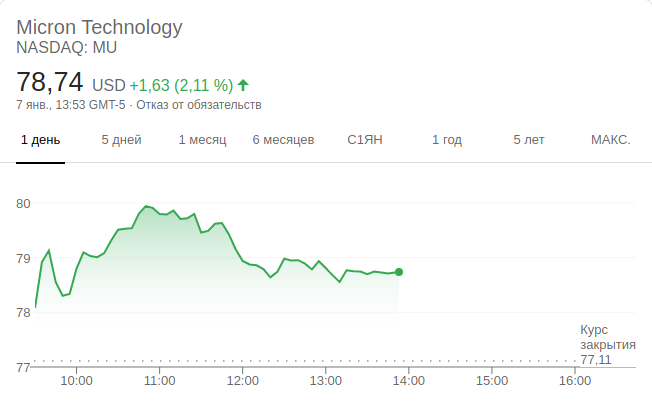 Micron Technology
NASDAQ: MU
78,74 USD +1,63 (2,11 %)
7 янв., 13:53 GMT-5 · Отказ от обязательств
1 день 5 дней 1 месяц 6 месяцев С1ЯН 1 год 5 лет МАКС.
80
79
78
Курс
закрытия
77,11
77
10:00 11:00 12:00 13:00 14:00 15:00 16:00